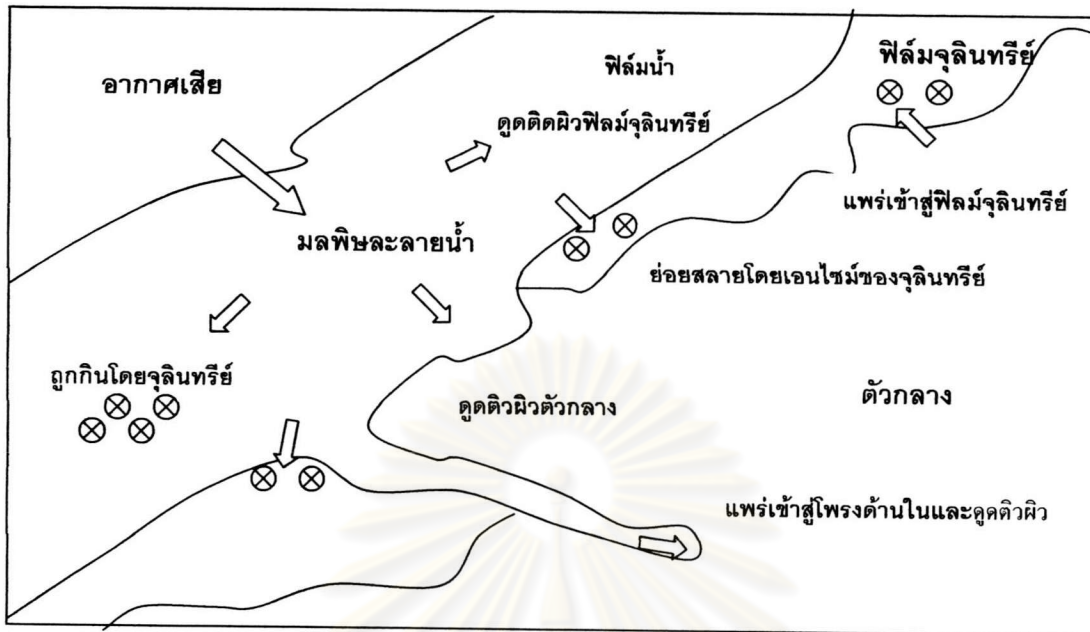 อากาศเสีย
ฟิล์มน้ำ
ฟิล์มจุลินทรีย์
ดูดติดผิวฟิลม์จุลินทรีย์
แพร่เข้าสู่ฟิลม์จุลินทรีย์
มลพิษละลายน้ำ
ย่อยสลายโดยเอนไซม์ของจุลินทรีย์
ถูกกินโดยจุลินทรีย์
ดูดติวผิวตัวกลาง
ตัวกลาง
แพร่เข้าสู่โพรงด้านในและดูดติวผิว